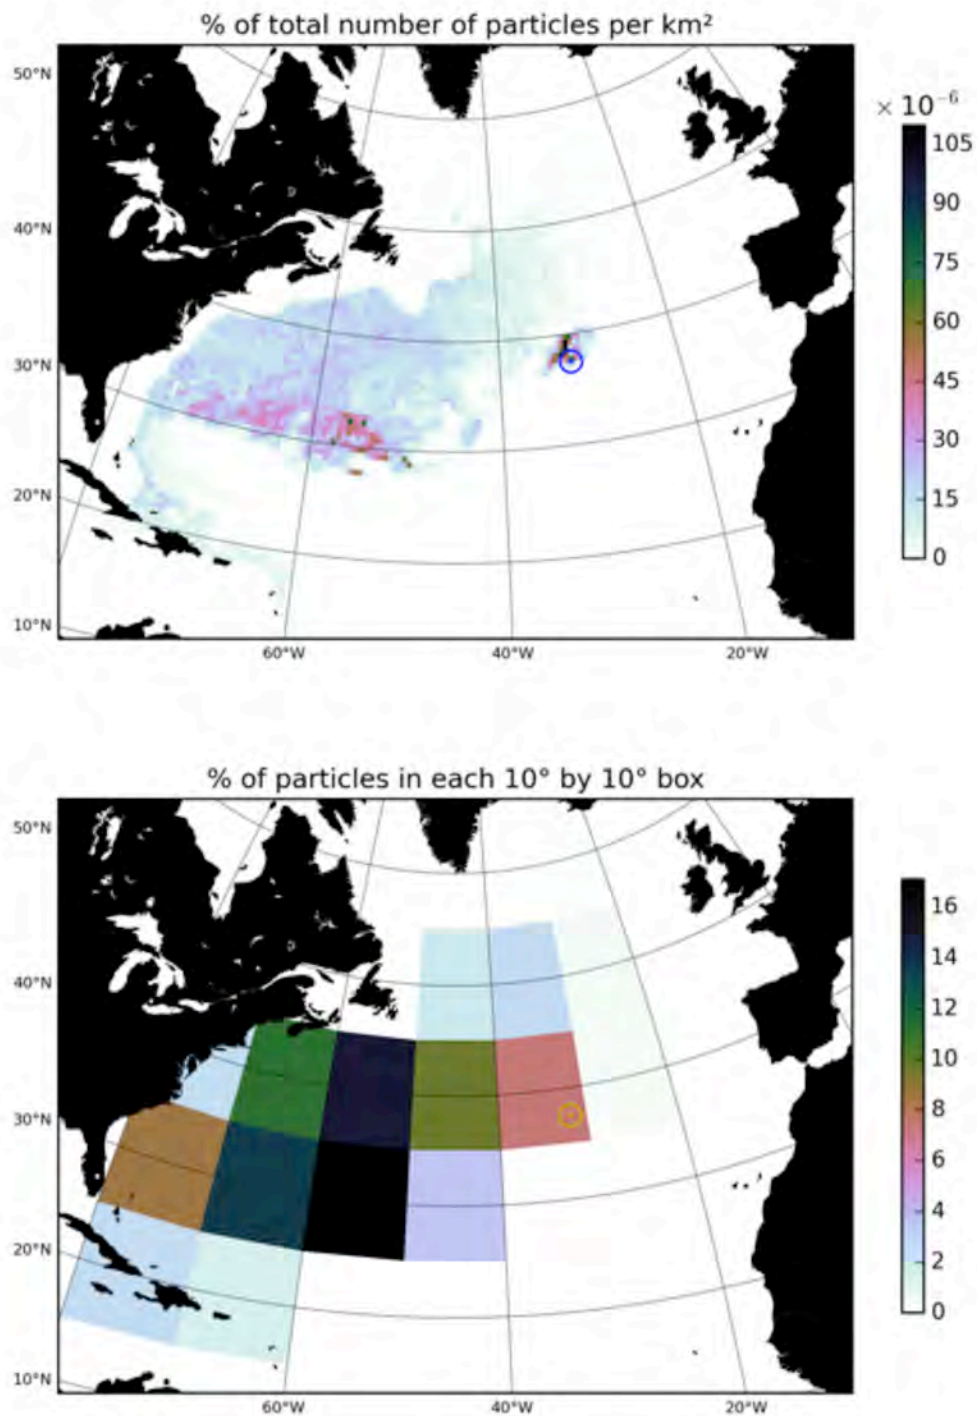 % of total number of particles per km²
50°N
40°N
30°N
20°N
10°N
60°W
40°W
20°W
× 10⁻⁶
105
90
75
60
45
30
15
0
% of particles in each 10° by 10° box
50°N
40°N
30°N
20°N
10°N
60°W
40°W
20°W
16
14
12
10
8
6
4
2
0